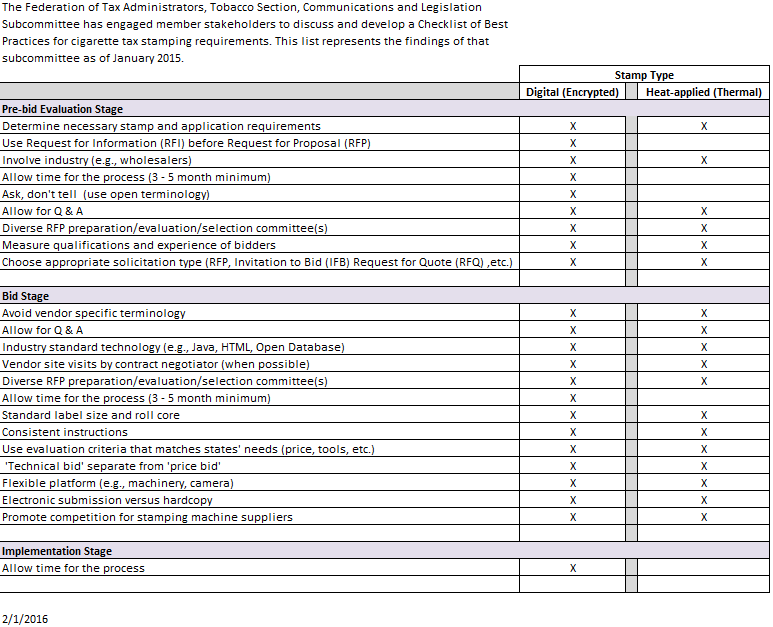 The Federation of Tax Administrators, Tobacco Section, Communications and Legislation
Subcommittee has engaged member stakeholders to discuss and develop a Checklist of Best
Practices for cigarette tax stamping requirements. This list represents the findings of that
subcommittee as of January 2015.
Stamp Type
Digital (Encrypted) Heat-applied (Thermal)
Pre-bid Evaluation Stage
Determine necessary stamp and application requirements X X
Use Request for Information (RFI) before Request for Proposal (RFP) X
Involve industry (e.g., wholesalers) X X
Allow time for the process (3 - 5 month minimum) X
Ask, don't tell (use open terminology) X
Allow for Q & A X X
Diverse RFP preparation/evaluation/selection committee(s) X X
Measure qualifications and experience of bidders X X
Choose appropriate solicitation type (RFP, Invitation to Bid (IFB) Request for Quote (RFQ) ,etc.) X X
Bid Stage
Avoid vendor specific terminology X X
Allow for Q & A X X
Industry standard technology (e.g., Java, HTML, Open Database) X X
Vendor site visits by contract negotiator (when possible) X X
Diverse RFP preparation/evaluation/selection committee(s) X X
Allow time for the process (3 - 5 month minimum) X
Standard label size and roll core X X
Consistent instructions X X
Use evaluation criteria that matches states' needs (price, tools, etc.) X X
'Technical bid' separate from 'price bid' X X
Flexible platform (e.g., machinery, camera) X X
Electronic submission versus hardcopy X X
Promote competition for stamping machine suppliers X X
Implementation Stage
Allow time for the process X
2/1/2016